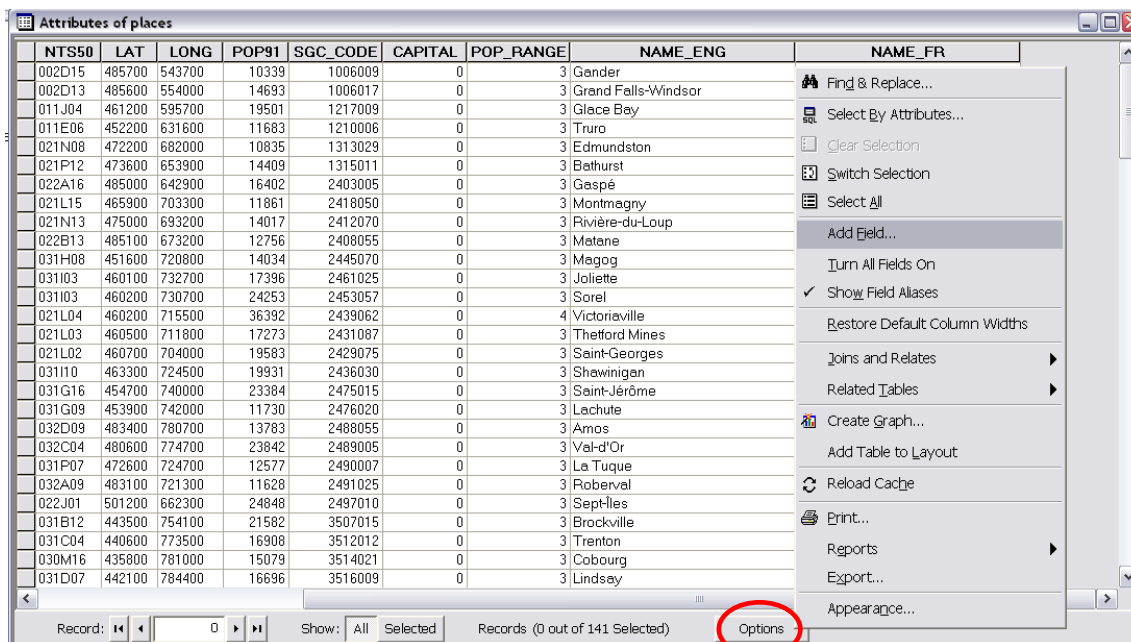 Attributes of places
NTS50 LAT LONG POP91 SGC_CODE CAPITAL POP_RANGE NAME_ENG NAME_FR
002D15 485700 543700 10339 1006009 0 3 Gander
002D13 485600 554000 14693 1006017 0 3 Grand Falls-Windsor
011J04 461200 595700 19501 1217009 0 3 Glace Bay
011E06 452200 631600 11683 1210006 0 3 Truro
021N08 472200 682000 10835 1313029 0 3 Edmundston
021P12 473600 653900 14409 1315011 0 3 Bathurst
022A16 485000 642900 16402 2403005 0 3 Gaspé
021L15 465900 703300 11861 2418050 0 3 Montmagny
021N13 475000 693200 14017 2412070 0 3 Rivière-du-Loup
022B13 485100 673200 12756 2408055 0 3 Matane
031H08 451600 720800 14034 2445070 0 3 Magog
031I03 460100 732700 17396 2461025 0 3 Joliette
031I03 460200 730700 24253 2453057 0 3 Sorel
021L04 460200 715500 36392 2439062 0 4 Victoriaville
021L03 460500 711800 17273 2431087 0 3 Thetford Mines
021L02 460700 704000 19583 2429075 0 3 Saint-Georges
031I10 463300 724500 19931 2436030 0 3 Shawinigan
031G16 454700 740000 23384 2475015 0 3 Saint-Jérôme
031G09 453900 742000 11730 2476020 0 3 Lachute
032D09 483400 780700 13783 2488055 0 3 Amos
032C04 480600 774700 23842 2489005 0 3 Val-d'Or
031P07 472600 724700 12577 2490007 0 3 La Tuque
032A09 483100 721300 11628 2491025 0 3 Roberval
022J01 501200 662300 24848 2497010 0 3 Sept-Îles
031B12 443500 754100 21582 3507015 0 3 Brockville
031C04 440600 773500 16908 3512012 0 3 Trenton
030M16 435800 781000 15079 3514021 0 3 Cobourg
031D07 442100 784400 16696 3516009 0 3 Lindsay
Find & Replace...
SQL Select By Attributes...
Clear Selection
Switch Selection
Select All
Add Field...
Turn All Fields On
Show Field Aliases
Restore Default Column Widths
Joins and Relates
Related Tables
Create Graph...
Add Table to Layout
Reload Cache
Print...
Reports
Export...
Appearance...
Record: 0 Show: All Selected Records (0 out of 141 Selected) Options